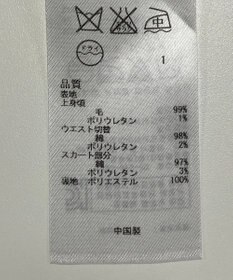 ドライ
中
1
品質
表地
上身頃
毛 99%
ポリウレタン 1%
ウエスト切替
綿 98%
ポリウレタン 2%
スカート部分
綿 97%
ポリウレタン 3%
裏地 ポリエステル 100%
中国製